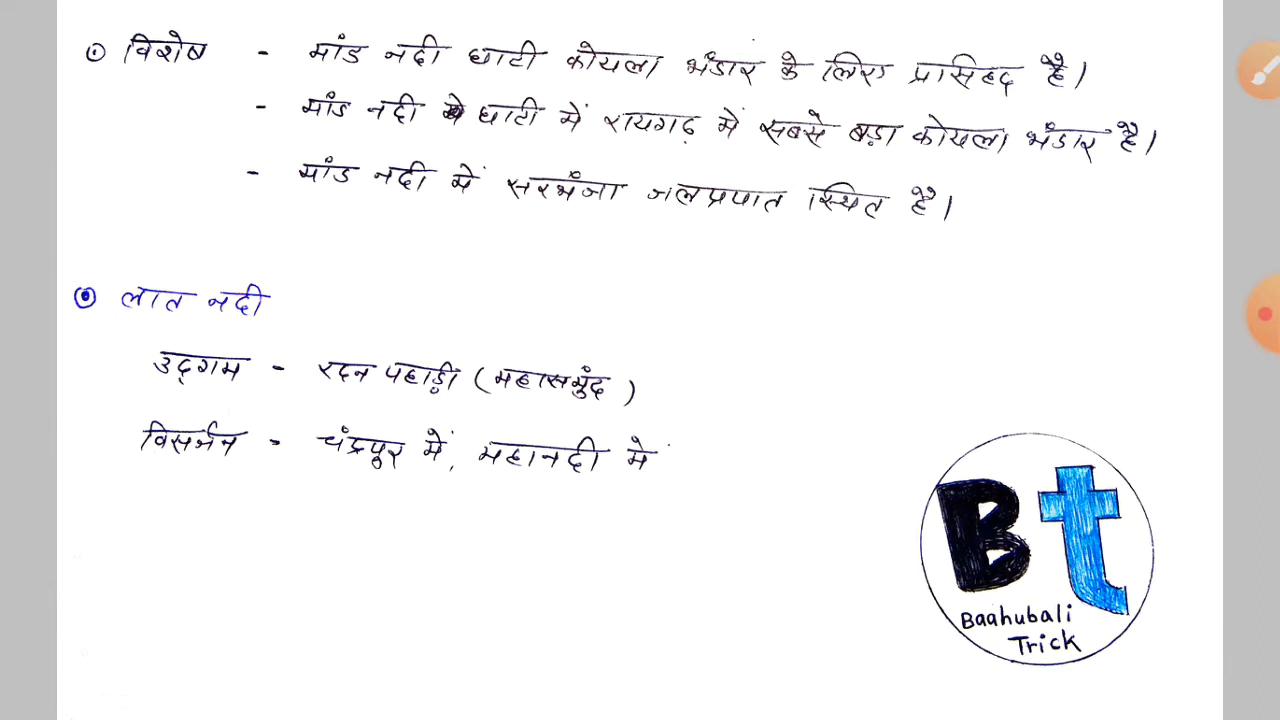 विशेष - मांड नदी घाटी कोयला भंडार के लिए प्रासिद्द है।
- मांड नदी घाटी में रायगढ़ में सबसे बड़ा कोयला भंडार है।
- मांड नदी में सरभंजा जलप्रपात स्थित है।
लात नदी
उद्गम - रदन पहाड़ी (महासमुंद)
विसर्जन - चंद्रपुर में, महानदी में
Bt
Baahubali
Trick